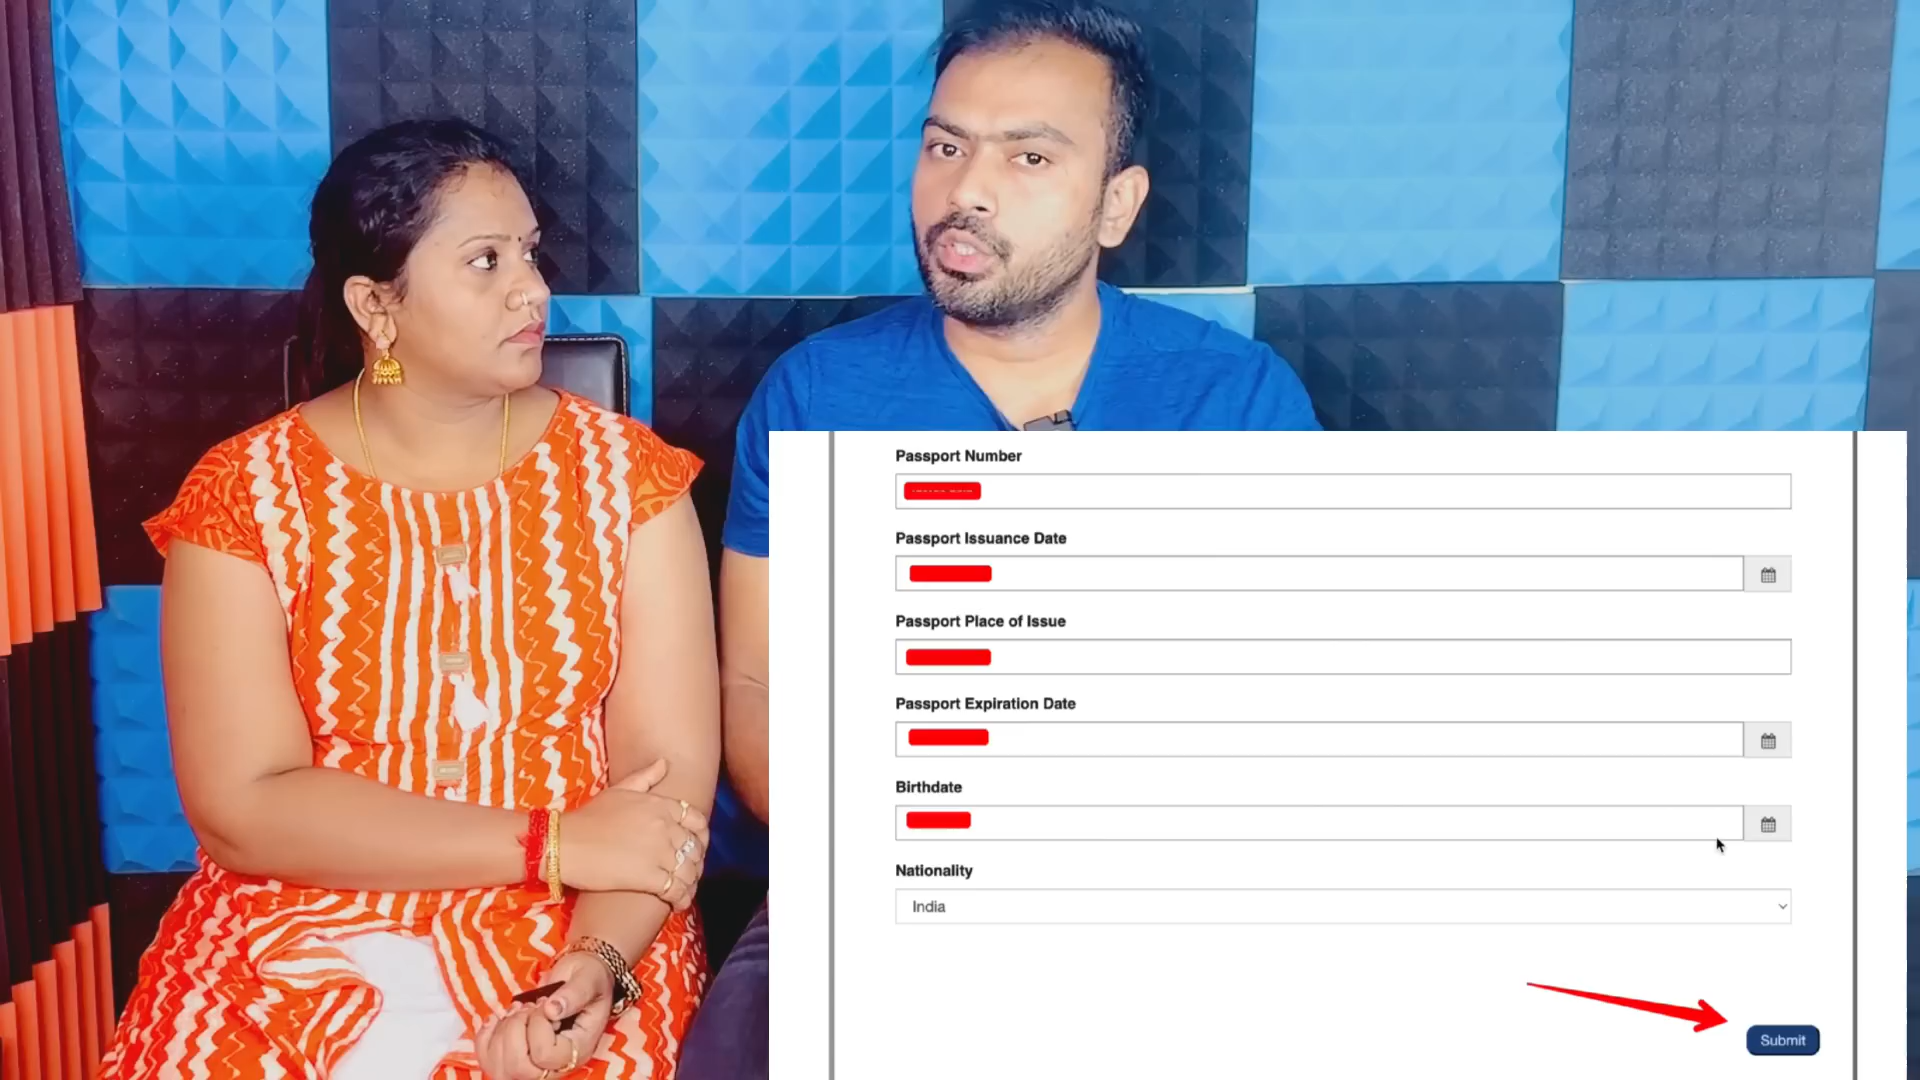 Passport Number
Passport Issuance Date
Passport Place of Issue
Passport Expiration Date
Birthdate
Nationality
India
Submit